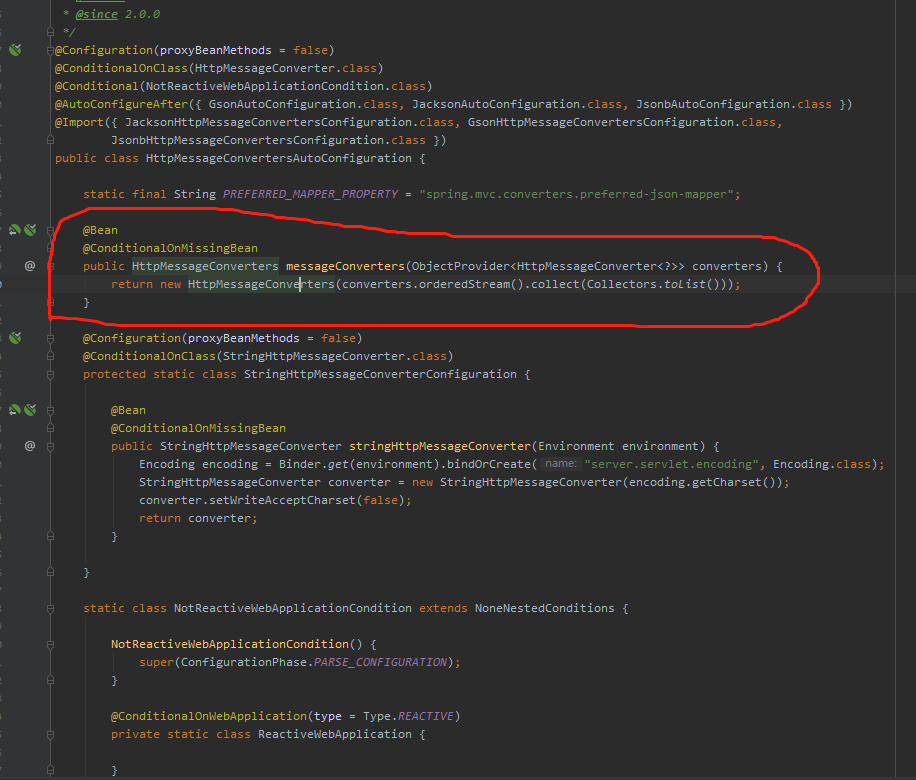 * @since 2.0.0
*/
@Configuration(proxyBeanMethods = false)
@ConditionalOnClass(HttpMessageConverter.class)
@Conditional(NotReactiveWebApplicationCondition.class)
@AutoConfigureAfter({ GsonAutoConfiguration.class, JacksonAutoConfiguration.class, JsonbAutoConfiguration.class })
@Import({ JacksonHttpMessageConvertersConfiguration.class, GsonHttpMessageConvertersConfiguration.class,
JsonbHttpMessageConvertersConfiguration.class })
public class HttpMessageConvertersAutoConfiguration {
static final String PREFERRED_MAPPER_PROPERTY = "spring.mvc.converters.preferred-json-mapper";
@Bean
@ConditionalOnMissingBean
@ public HttpMessageConverters messageConverters(ObjectProvider<HttpMessageConverter<?>> converters) {
return new HttpMessageConverters(converters.orderedStream().collect(Collectors.toList()));
}
@Configuration(proxyBeanMethods = false)
@ConditionalOnClass(StringHttpMessageConverter.class)
protected static class StringHttpMessageConverterConfiguration {
@Bean
@ConditionalOnMissingBean
@ public StringHttpMessageConverter stringHttpMessageConverter(Environment environment) {
Encoding encoding = Binder.get(environment).bindOrCreate( name: "server.servlet.encoding", Encoding.class);
StringHttpMessageConverter converter = new StringHttpMessageConverter(encoding.getCharset());
converter.setWriteAcceptCharset(false);
return converter;
}
}
static class NotReactiveWebApplicationCondition extends NoneNestedConditions {
NotReactiveWebApplicationCondition() {
super(ConfigurationPhase.PARSE_CONFIGURATION);
}
@ConditionalOnWebApplication(type = Type.REACTIVE)
private static class ReactiveWebApplication {
}